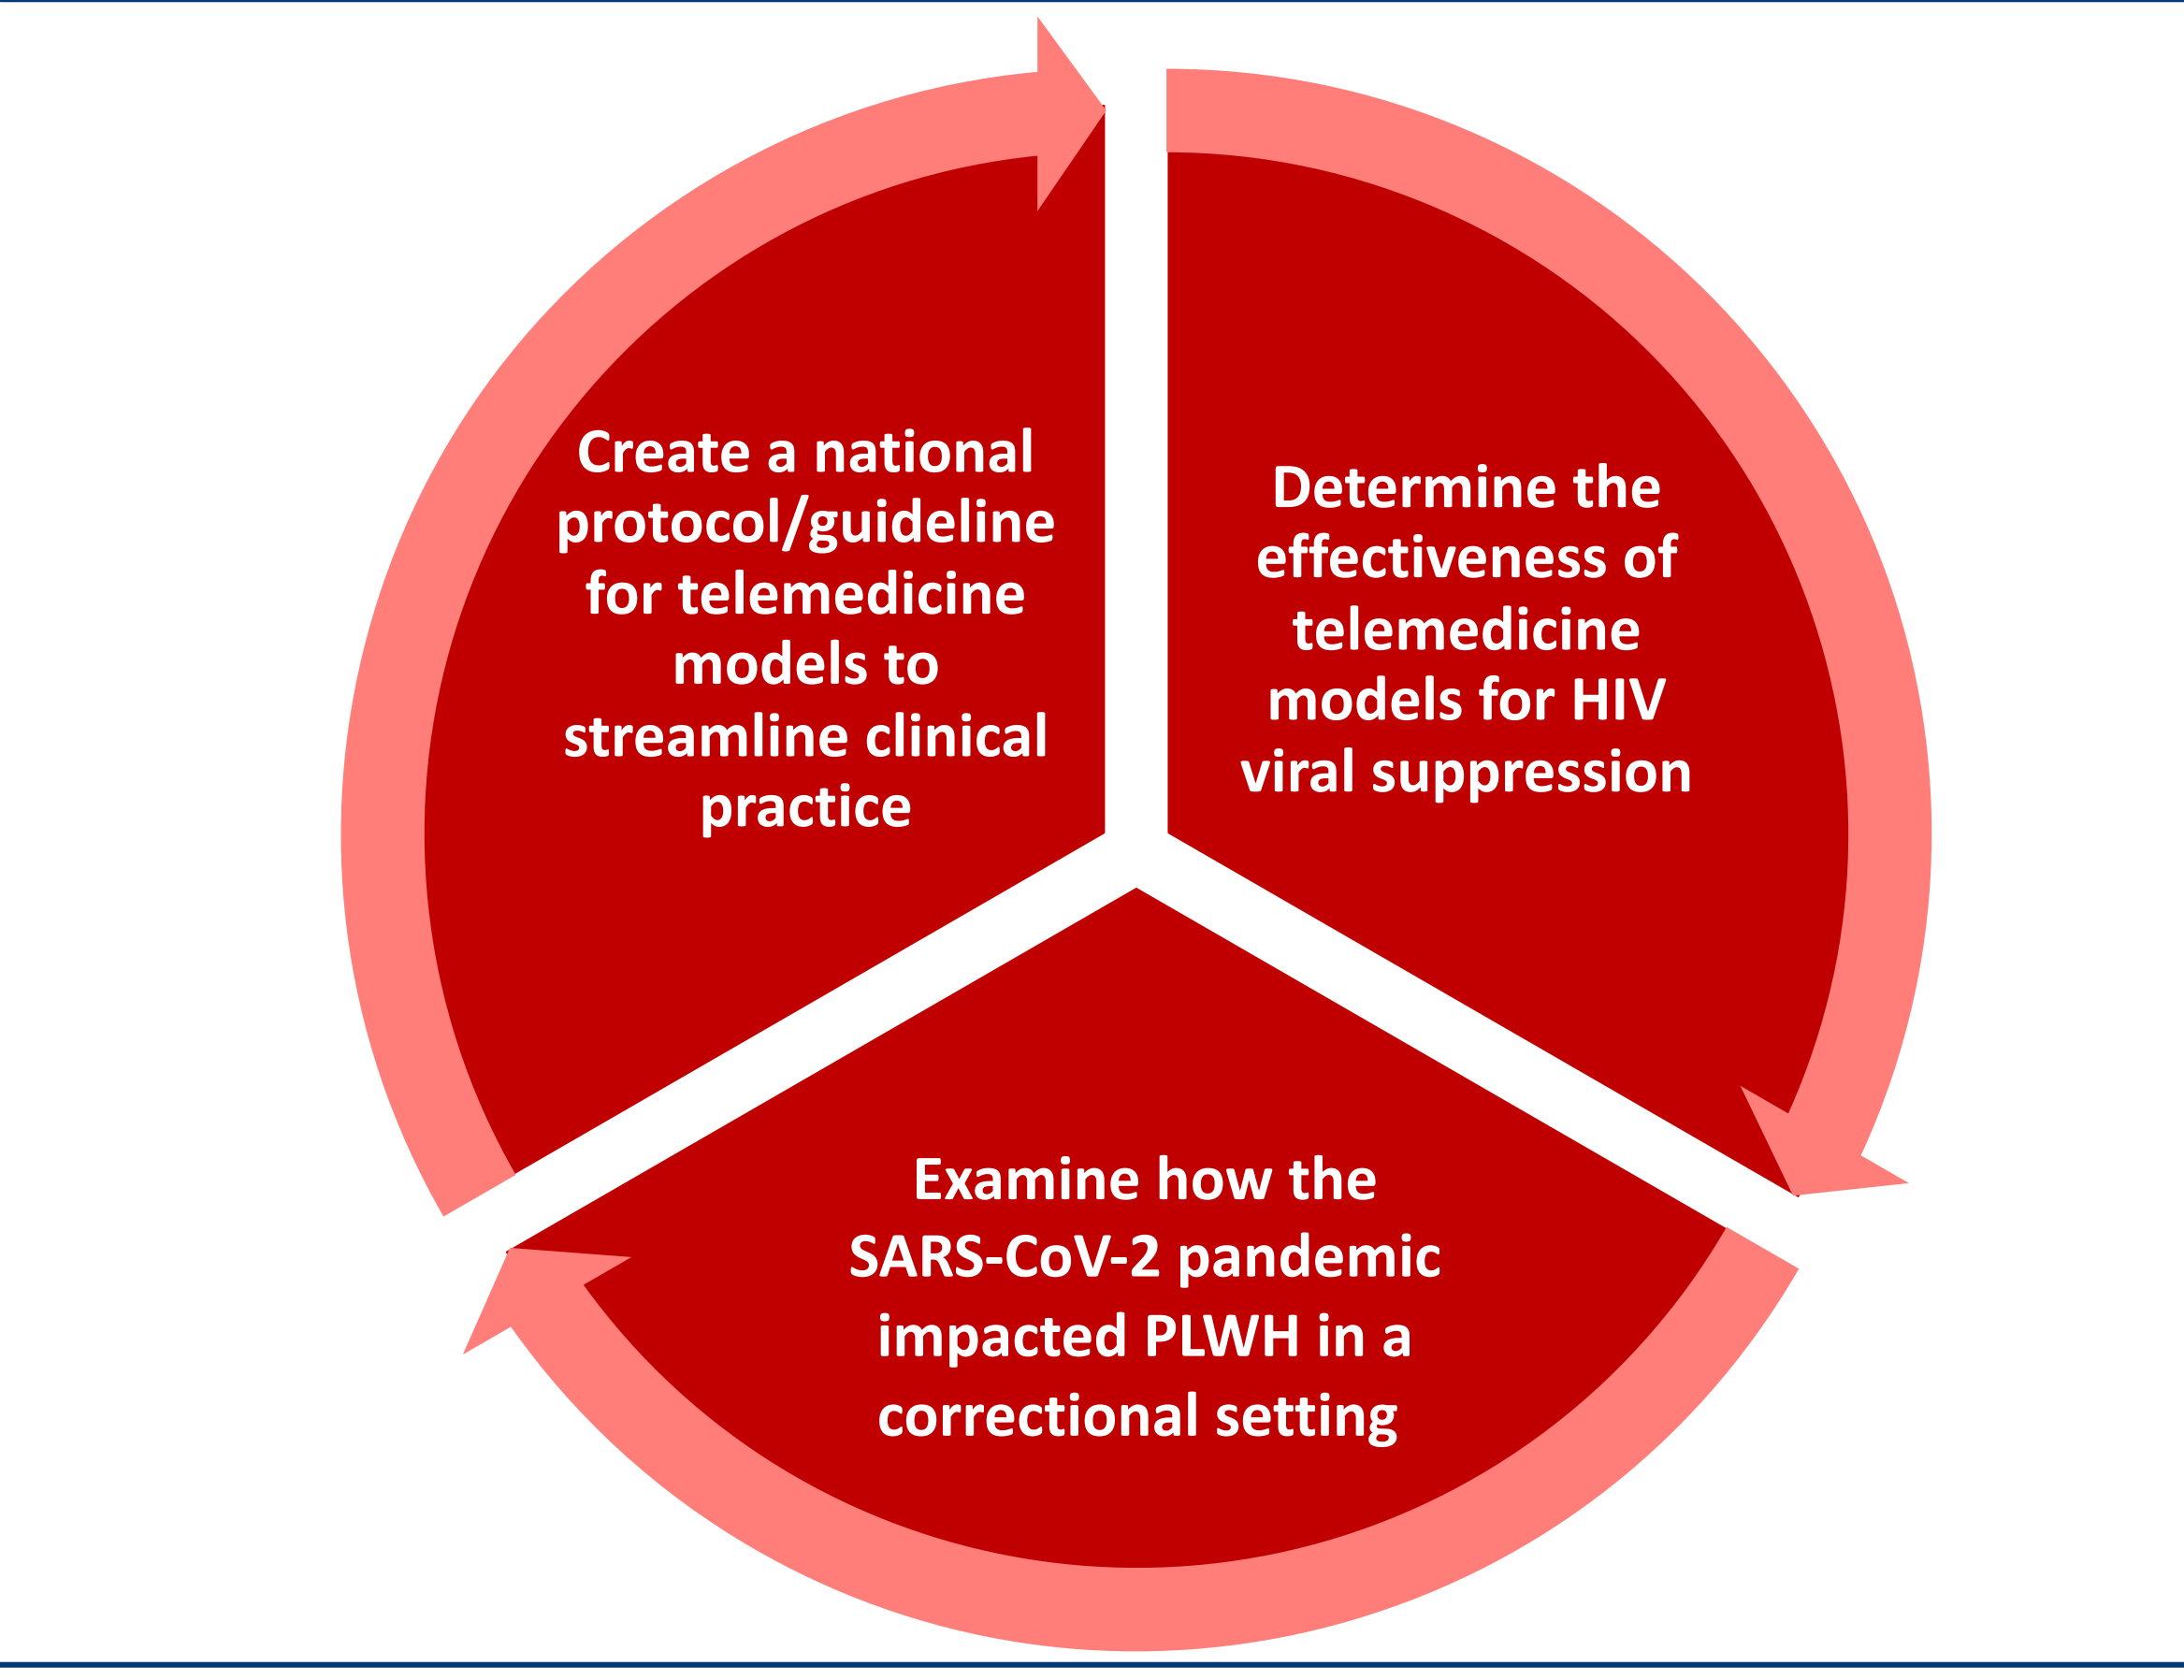 Create a national
protocol/guideline
for telemedicine
models to
streamline clinical
practice
Determine the
effectiveness of
telemedicine
models for HIV
viral suppression
Examine how the
SARS-CoV-2 pandemic
impacted PLWH in a
correctional setting